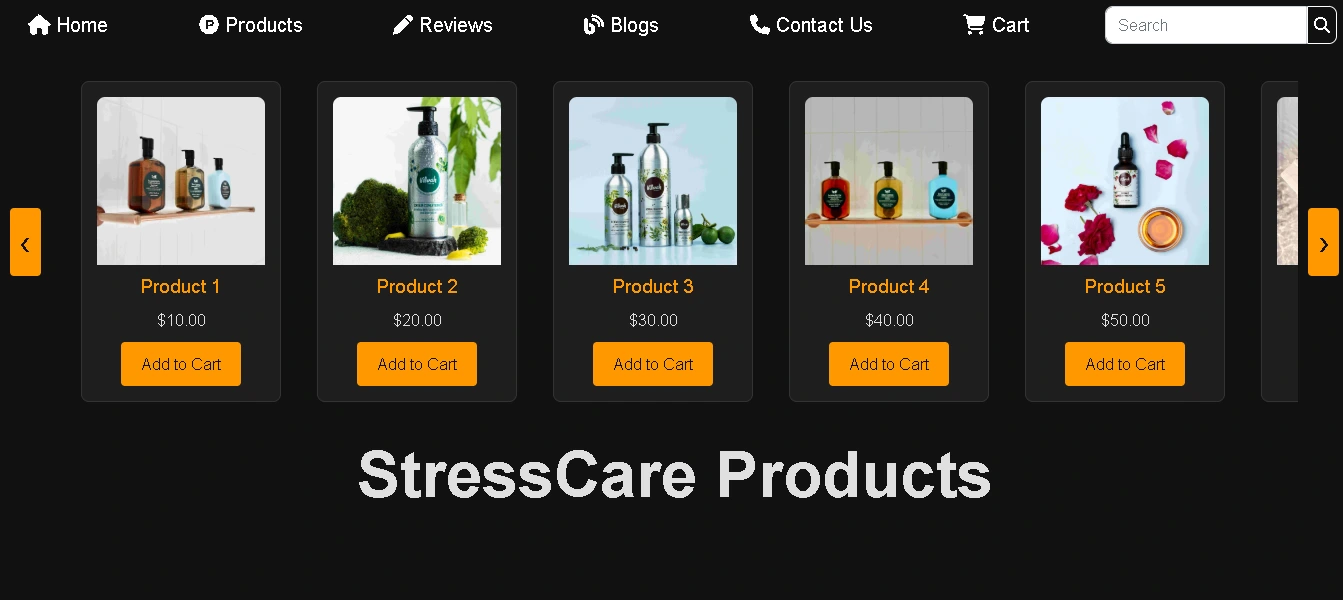 Home Products Reviews Blogs Contact Us Cart Search
Product 1 Product 2 Product 3 Product 4 Product 5
$10.00 $20.00 $30.00 $40.00 $50.00
Add to Cart Add to Cart Add to Cart Add to Cart Add to Cart
StressCare Products